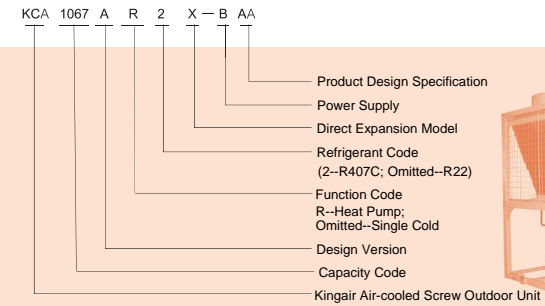 KCA 1067 A R 2 X — B AA
Product Design Specification
Power Supply
Direct Expansion Model
Refrigerant Code
(2--R407C; Omitted--R22)
Function Code
R--Heat Pump;
Omitted--Single Cold
Design Version
Capacity Code
Kingair Air-cooled Screw Outdoor Unit